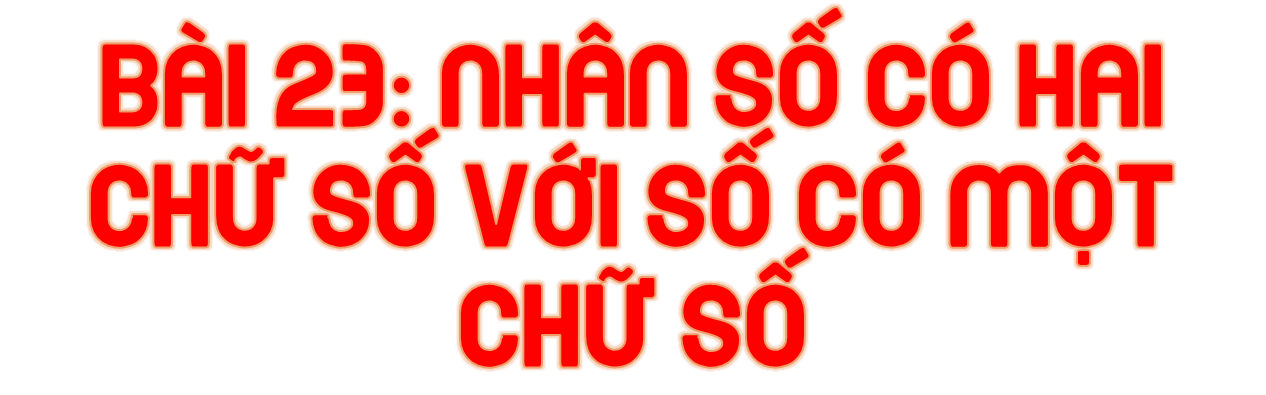 BÀI 23: NHÂN SỐ CÓ HAI
CHỮ SỐ VỚI SỐ CÓ MỘT
CHỮ SỐ